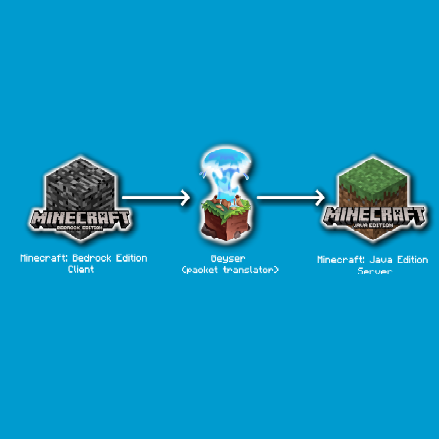 MINECRAFT
BEDROCK EDITION
Minecraft: Bedrock Edition
Client
Geyser
(packet translator)
MINECRAFT
JAVA EDITION
Minecraft: Java Edition
Server